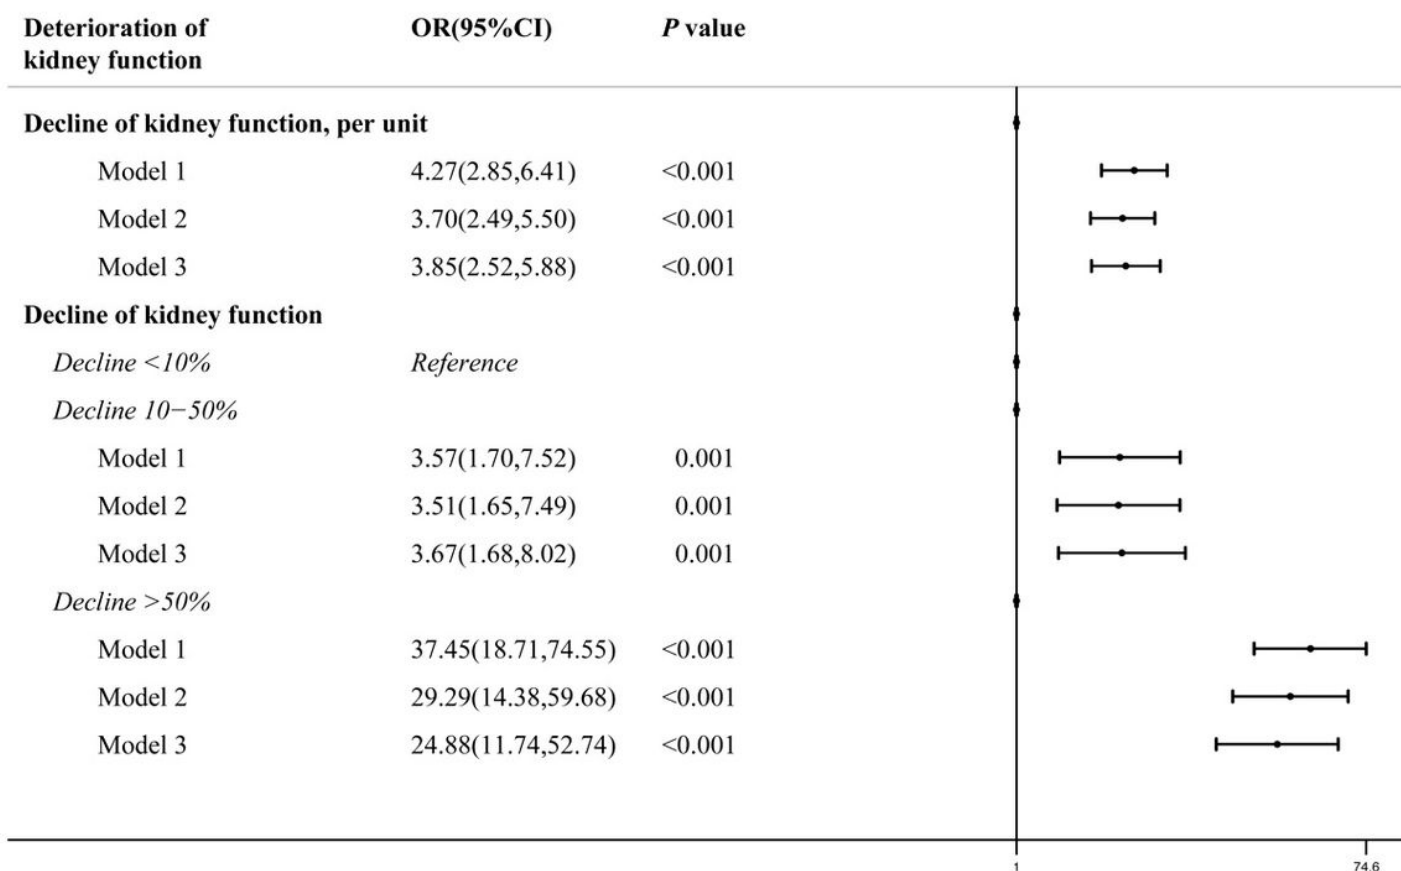 Deterioration of OR(95%CI) P value
kidney function
Decline of kidney function, per unit
Model 1 4.27(2.85,6.41) <0.001
Model 2 3.70(2.49,5.50) <0.001
Model 3 3.85(2.52,5.88) <0.001
Decline of kidney function
Decline <10% Reference
Decline 10−50%
Model 1 3.57(1.70,7.52) 0.001
Model 2 3.51(1.65,7.49) 0.001
Model 3 3.67(1.68,8.02) 0.001
Decline >50%
Model 1 37.45(18.71,74.55) <0.001
Model 2 29.29(14.38,59.68) <0.001
Model 3 24.88(11.74,52.74) <0.001
1 74.6